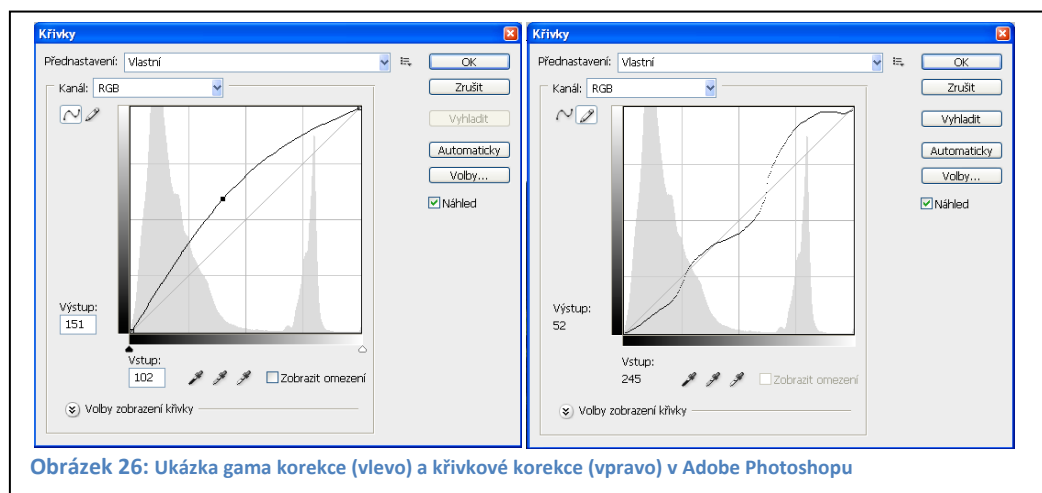 Křivky
Přednastavení: Vlastní
OK
Kanál: RGB
Zrušit
Vyhladit
Automaticky
Volby...
Náhled
Výstup:
151
Vstup:
102
Zobrazit omezení
Volby zobrazení křivky
Křivky
Přednastavení: Vlastní
OK
Kanál: RGB
Zrušit
Vyhladit
Automaticky
Volby...
Náhled
Výstup:
52
Vstup:
245
Zobrazit omezení
Volby zobrazení křivky
Obrázek 26: Ukázka gama korekce (vlevo) a křivkové korekce (vpravo) v Adobe Photoshopu